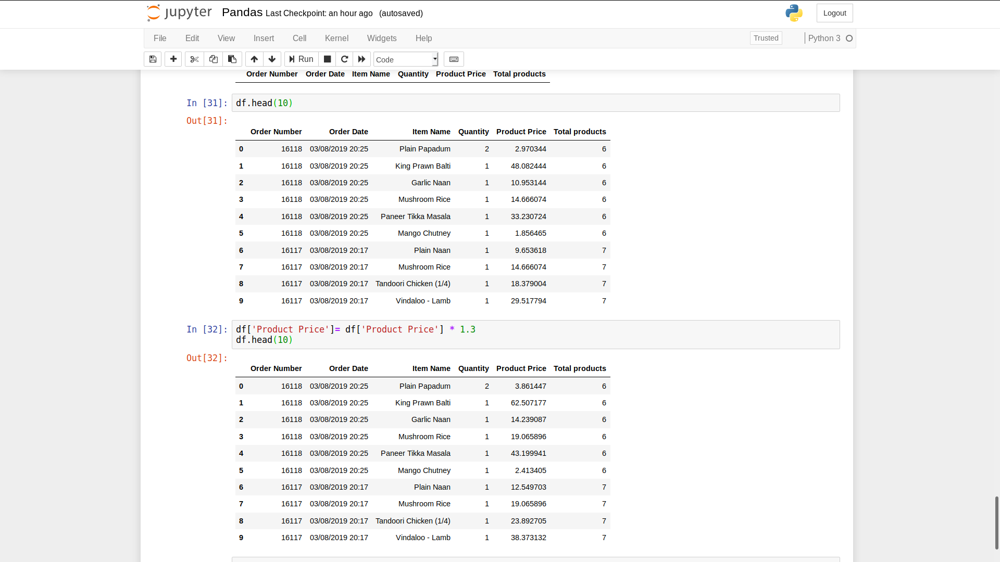 jupyter Pandas Last Checkpoint: an hour ago (autosaved) Logout
File Edit View Insert Cell Kernel Widgets Help Trusted Python 3
Run Code
Order Number Order Date Item Name Quantity Product Price Total products
In [31]: df.head(10)
Out[31]:
Order Number Order Date Item Name Quantity Product Price Total products
0 16118 03/08/2019 20:25 Plain Papadum 2 2.970344 6
1 16118 03/08/2019 20:25 King Prawn Balti 1 48.082444 6
2 16118 03/08/2019 20:25 Garlic Naan 1 10.953144 6
3 16118 03/08/2019 20:25 Mushroom Rice 1 14.666074 6
4 16118 03/08/2019 20:25 Paneer Tikka Masala 1 33.230724 6
5 16118 03/08/2019 20:25 Mango Chutney 1 1.856465 6
6 16117 03/08/2019 20:17 Plain Naan 1 9.653618 7
7 16117 03/08/2019 20:17 Mushroom Rice 1 14.666074 7
8 16117 03/08/2019 20:17 Tandoori Chicken (1/4) 1 18.379004 7
9 16117 03/08/2019 20:17 Vindaloo - Lamb 1 29.517794 7
In [32]: df['Product Price']= df['Product Price'] * 1.3
df.head(10)
Out[32]:
Order Number Order Date Item Name Quantity Product Price Total products
0 16118 03/08/2019 20:25 Plain Papadum 2 3.861447 6
1 16118 03/08/2019 20:25 King Prawn Balti 1 62.507177 6
2 16118 03/08/2019 20:25 Garlic Naan 1 14.239087 6
3 16118 03/08/2019 20:25 Mushroom Rice 1 19.065896 6
4 16118 03/08/2019 20:25 Paneer Tikka Masala 1 43.199941 6
5 16118 03/08/2019 20:25 Mango Chutney 1 2.413405 6
6 16117 03/08/2019 20:17 Plain Naan 1 12.549703 7
7 16117 03/08/2019 20:17 Mushroom Rice 1 19.065896 7
8 16117 03/08/2019 20:17 Tandoori Chicken (1/4) 1 23.892705 7
9 16117 03/08/2019 20:17 Vindaloo - Lamb 1 38.373132 7